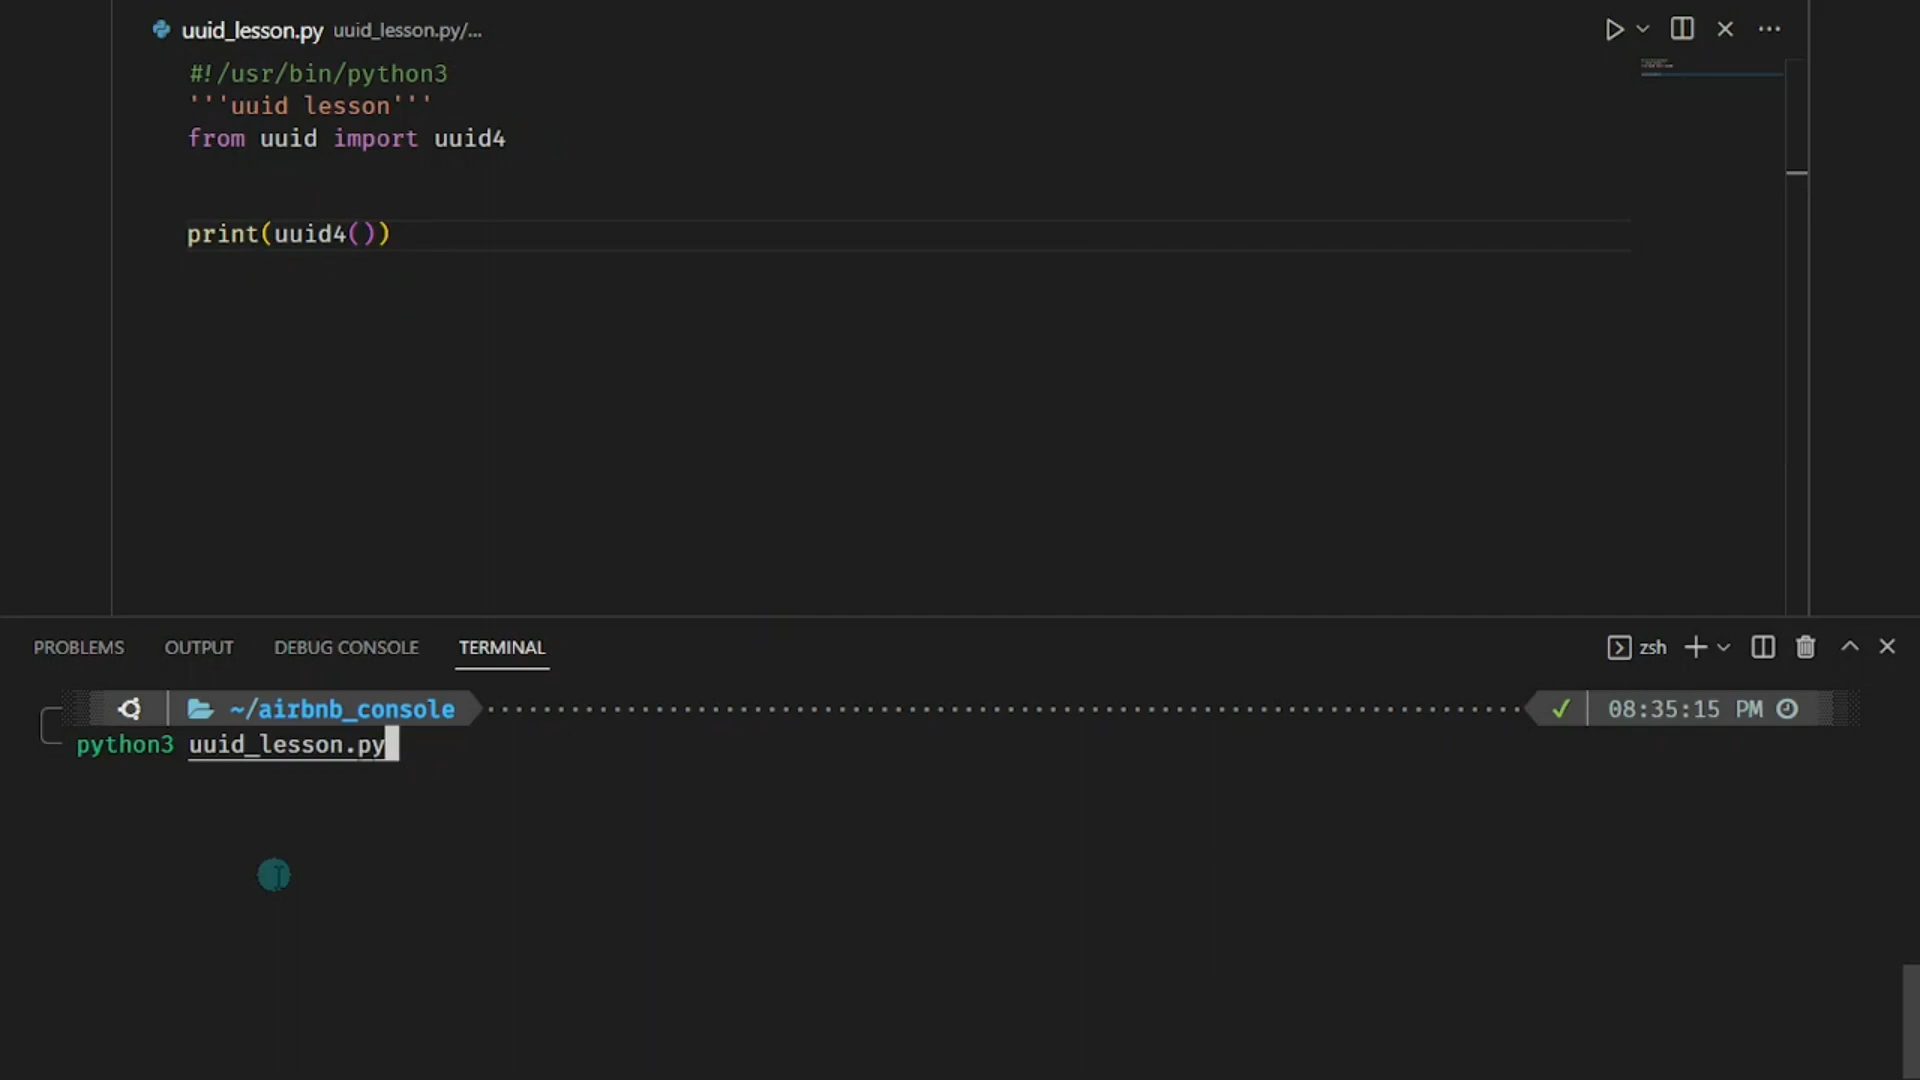 uuid_lesson.py uuid_lesson.py/...
#!/usr/bin/python3
'''uuid lesson'''
from uuid import uuid4
print(uuid4())
PROBLEMS OUTPUT DEBUG CONSOLE TERMINAL zsh
~/airbnb_console 08:35:15 PM
python3 uuid_lesson.py